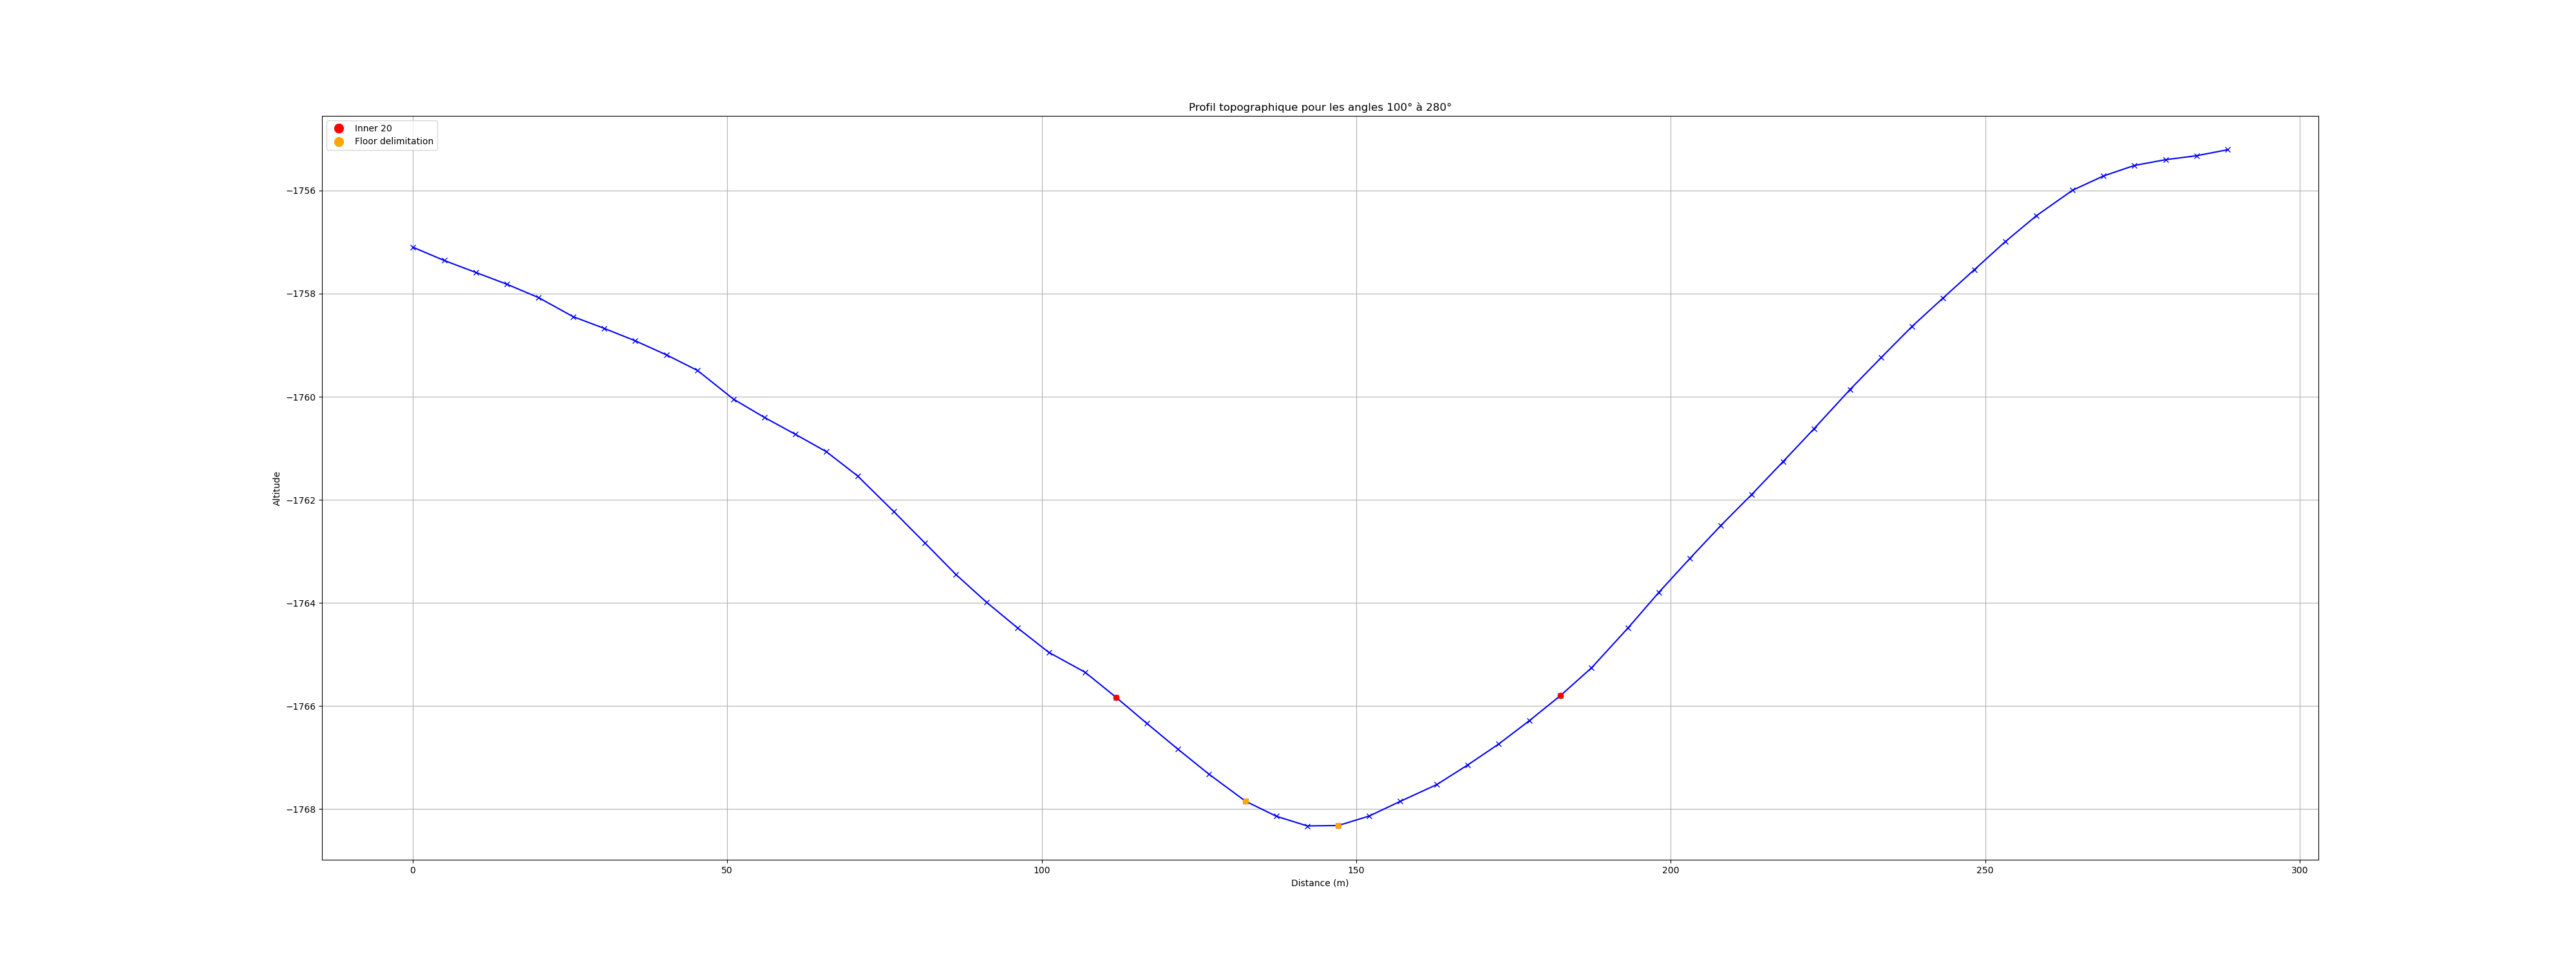 Profil topographique pour les angles 100° à 280°
Inner 20
Floor delimitation
Altitude
−1756
−1758
−1760
−1762
−1764
−1766
−1768
0
50
100
150
200
250
300
Distance (m)